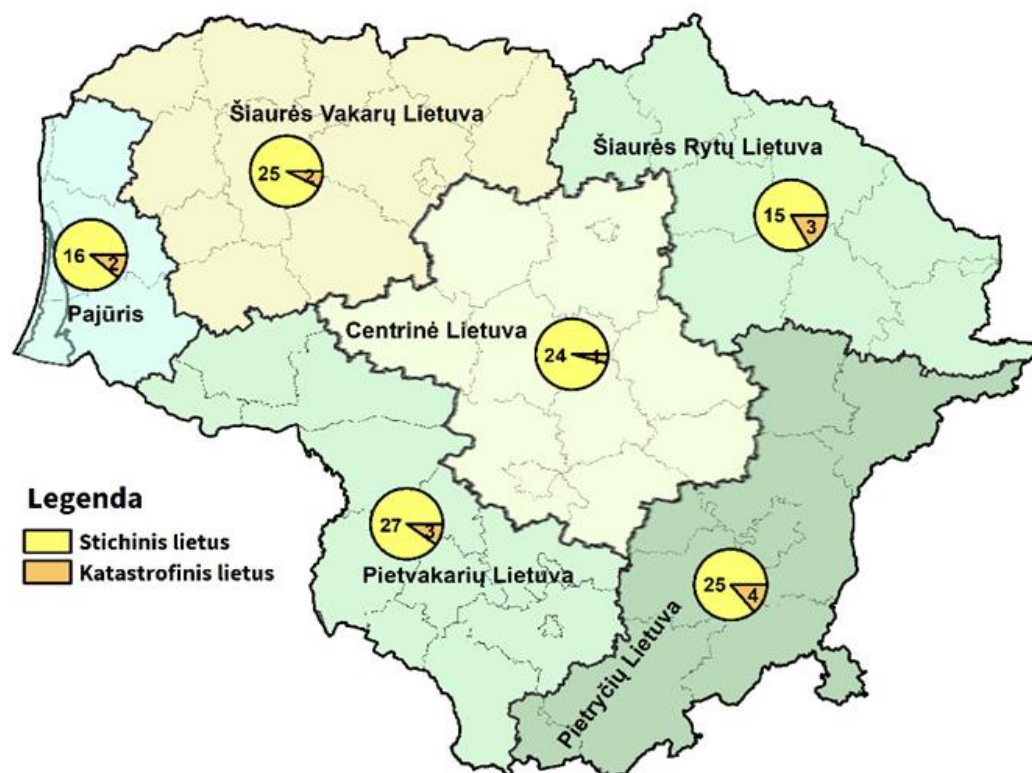 Šiaurės Vakarų Lietuva
25
2
Šiaurės Rytų Lietuva
15
3
16
2
Pajūris
Centrinė Lietuva
24
1
Legenda
Stichinis lietus
Katastrofinis lietus
27
3
Pietvakarių Lietuva
25
4
Pietryčių Lietuva